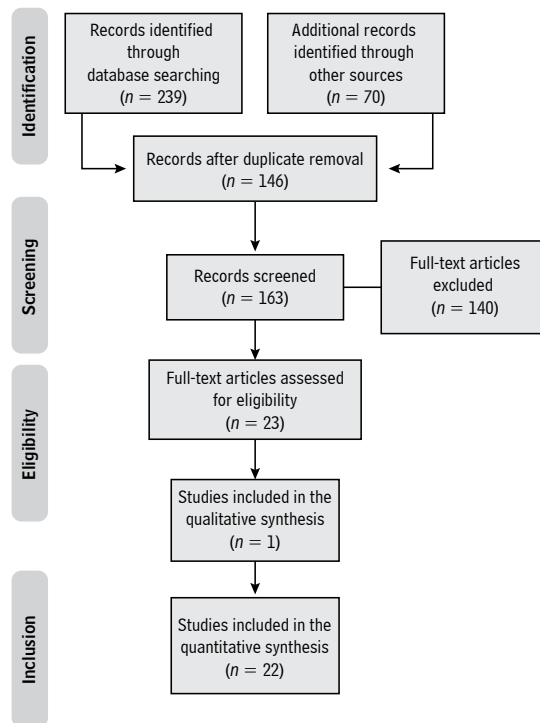 Identification
Records identified
through
database searching
(n = 239)
Additional records
identified through
other sources
(n = 70)
Records after duplicate removal
(n = 146)
Screening
Records screened
(n = 163)
Full-text articles
excluded
(n = 140)
Eligibility
Full-text articles assessed
for eligibility
(n = 23)
Studies included in the
qualitative synthesis
(n = 1)
Inclusion
Studies included in the
quantitative synthesis
n = 22)